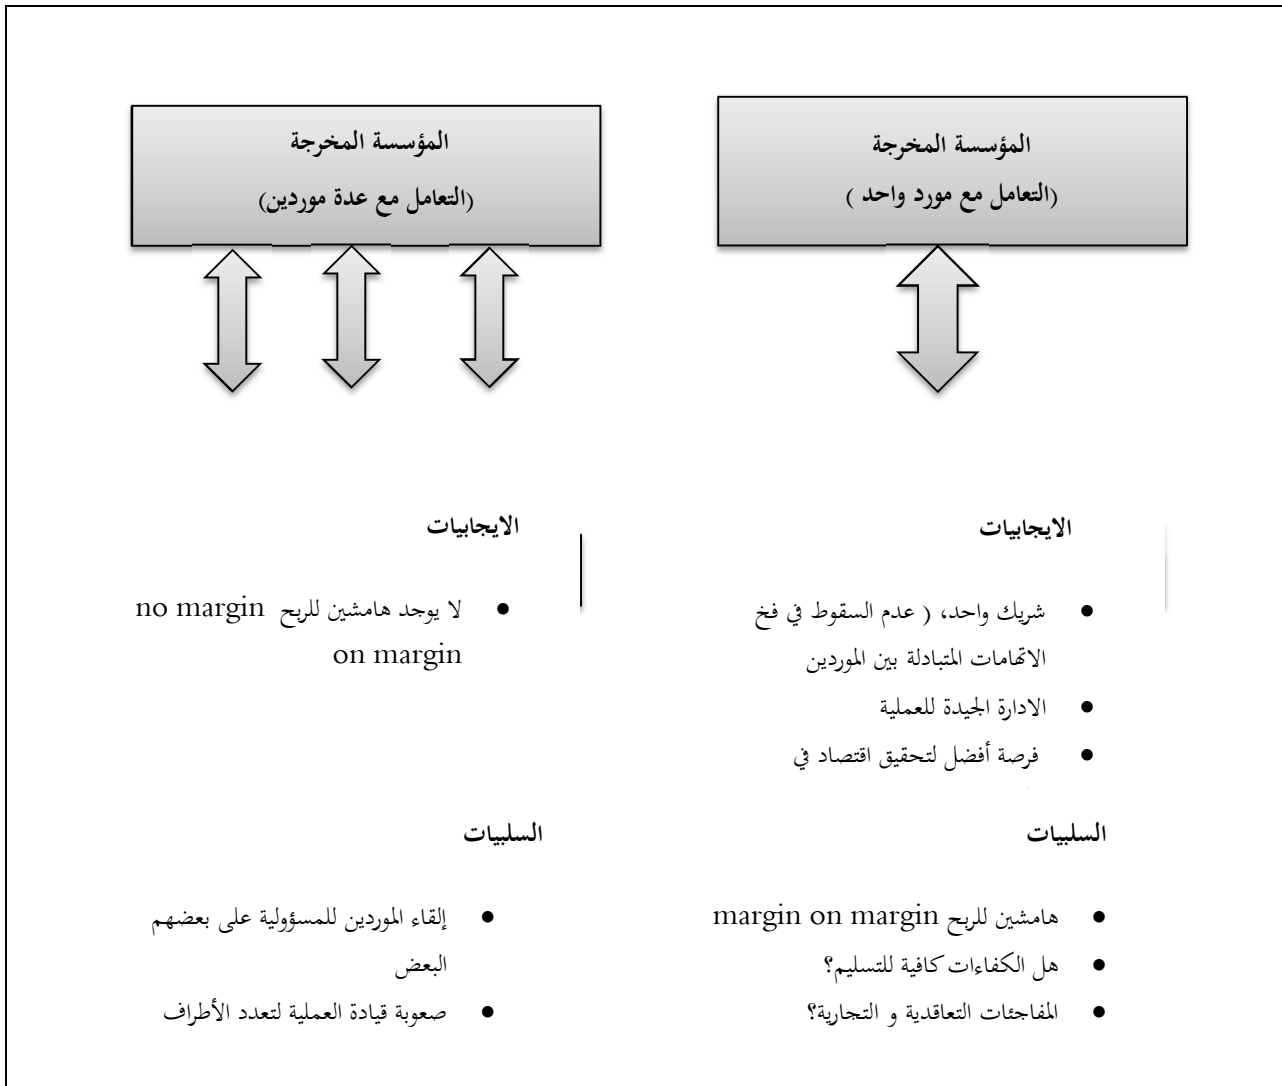 المؤسسة المخرجة
(التعامل مع مورد واحد )
الايجابيات
● شريك واحد، ( عدم السقوط في فخ
الاتهامات المتبادلة بين الموردين
● الادارة الجيدة للعملية
● فرصة أفضل لتحقيق اقتصاد في
السلبيات
● هامشين للربح margin on margin
● هل الكفاءات كافية للتسليم؟
● المفاجئات التعاقدية و التجارية؟
المؤسسة المخرجة
(التعامل مع عدة موردين)
الايجابيات
● لا يوجد هامشين للربح no margin
on margin
السلبيات
● إلقاء الموردين للمسؤولية على بعضهم
البعض
● صعوبة قيادة العملية لتعدد الأطراف